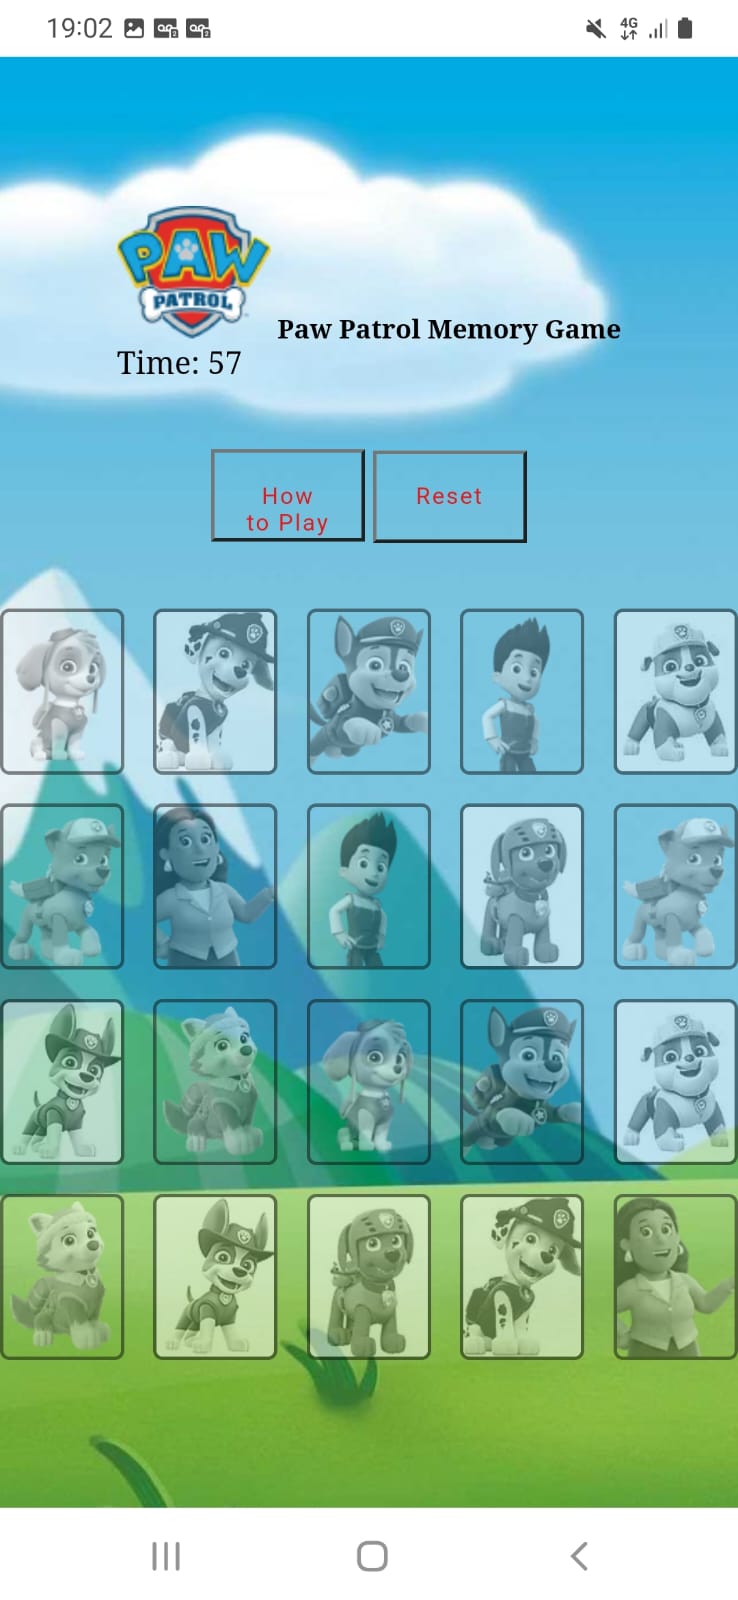 19:02
4G
PAW
PATROL
Paw Patrol Memory Game
Time: 57
How
to Play
Reset